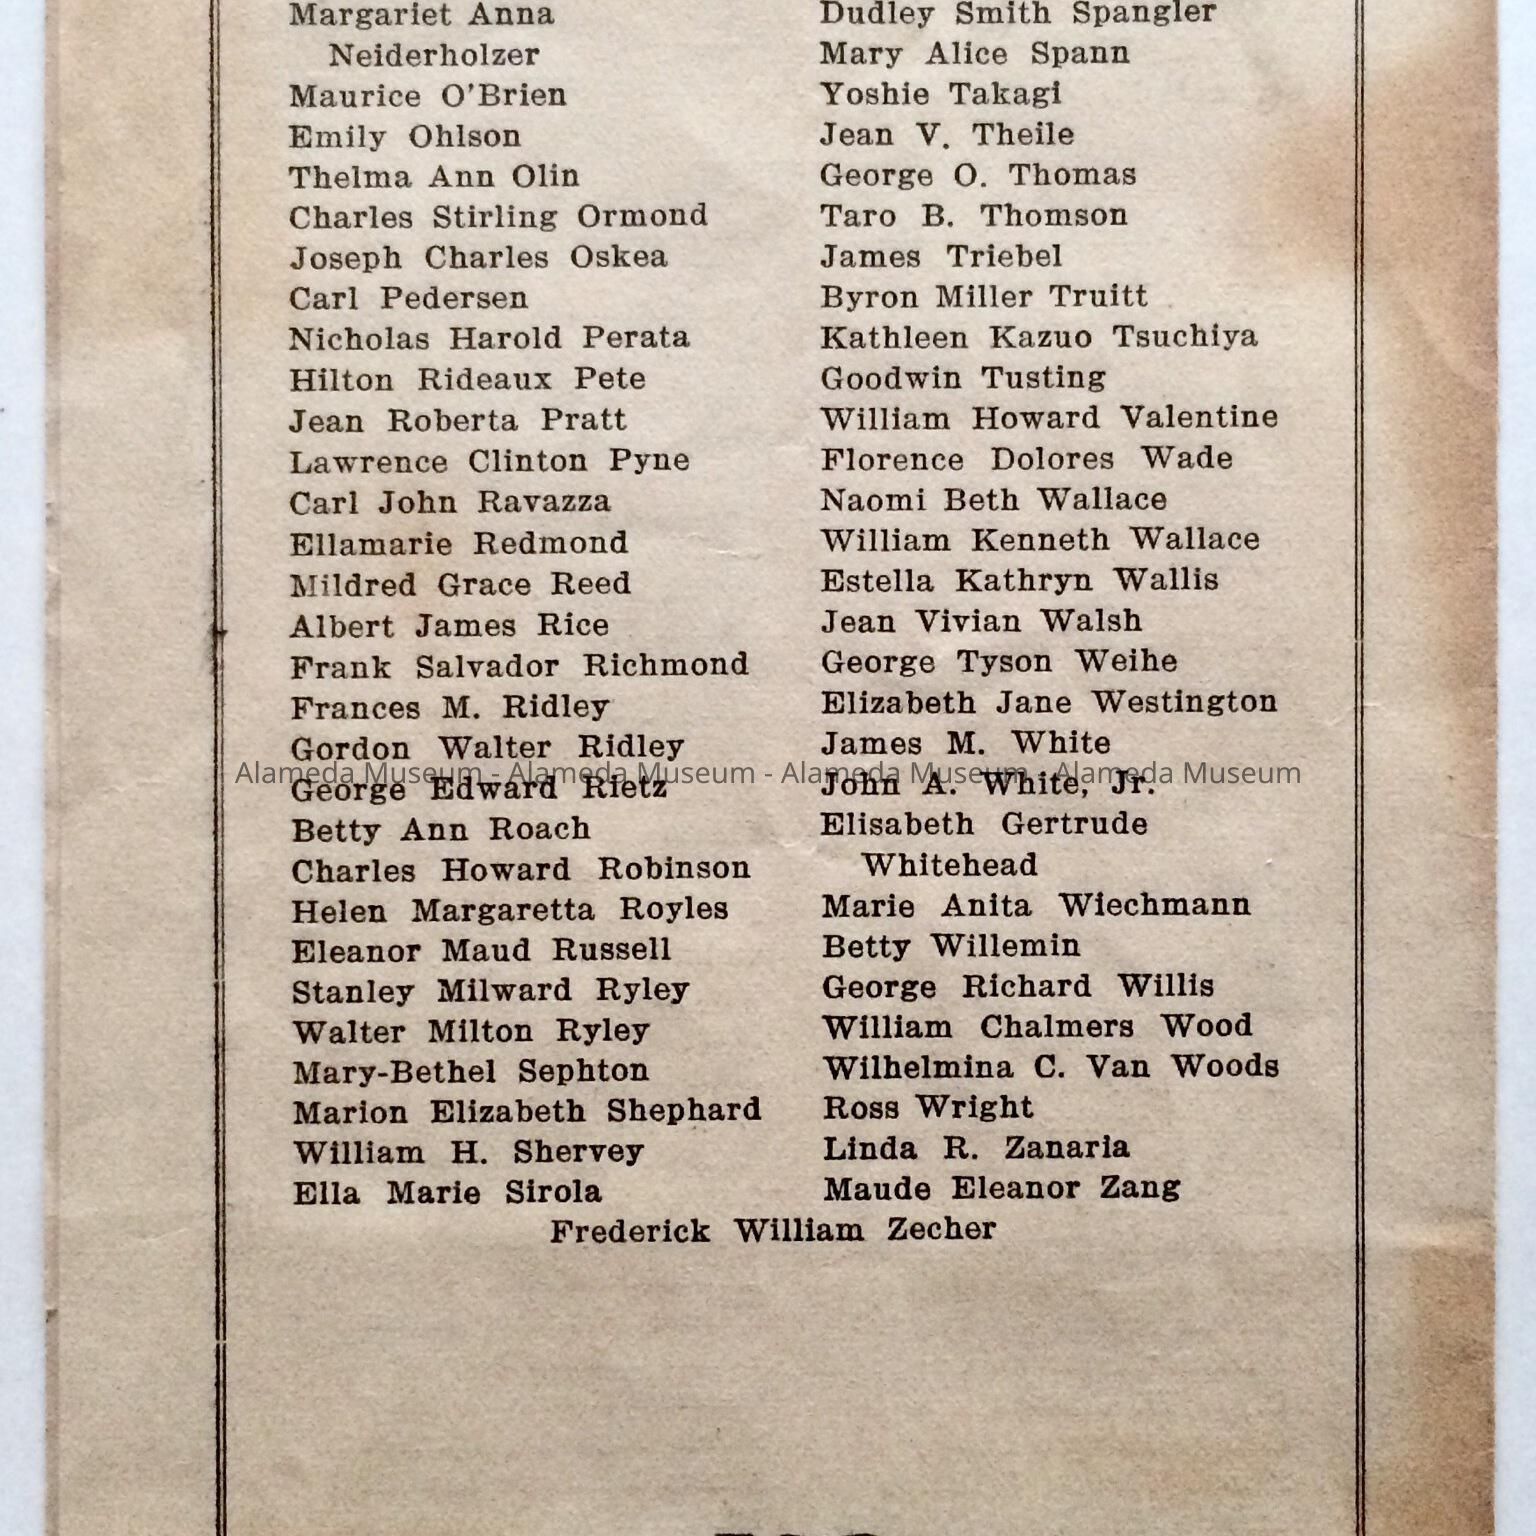 Margariet Anna
Neiderholzer
Maurice O'Brien
Emily Ohlson
Thelma Ann Olin
Charles Stirling Ormond
Joseph Charles Oskea
Carl Pedersen
Nicholas Harold Perata
Hilton Rideaux Pete
Jean Roberta Pratt
Lawrence Clinton Pyne
Carl John Ravazza
Ellamarie Redmond
Mildred Grace Reed
Albert James Rice
Frank Salvador Richmond
Frances M. Ridley
Gordon Walter Ridley
George Edward Rietz
Betty Ann Roach
Charles Howard Robinson
Helen Margaretta Royles
Eleanor Maud Russell
Stanley Milward Ryley
Walter Milton Ryley
Mary-Bethel Sephton
Marion Elizabeth Shephard
William H. Shervey
Ella Marie Sirola
Dudley Smith Spangler
Mary Alice Spann
Yoshie Takagi
Jean V. Theile
George O. Thomas
Taro B. Thomson
James Triebel
Byron Miller Truitt
Kathleen Kazuo Tsuchiya
Goodwin Tusting
William Howard Valentine
Florence Dolores Wade
Naomi Beth Wallace
William Kenneth Wallace
Estella Kathryn Wallis
Jean Vivian Walsh
George Tyson Weihe
Elizabeth Jane Westington
James M. White
John A. White, Jr.
Elisabeth Gertrude
Whitehead
Marie Anita Wiechmann
Betty Willemin
George Richard Willis
William Chalmers Wood
Wilhelmina C. Van Woods
Ross Wright
Linda R. Zanaria
Maude Eleanor Zang
Frederick William Zecher
Alameda Museum - Alameda Museum - Alameda Museum - Alameda Museum